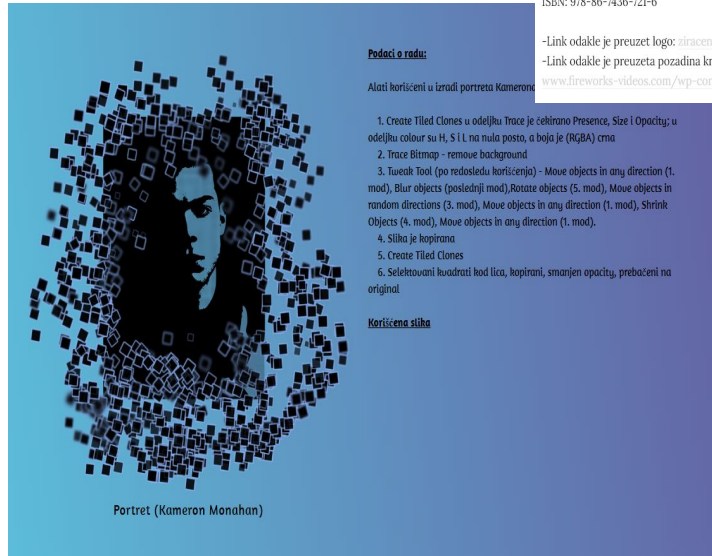 ISBN: 978-86-7436-721-6
-Link odakle je preuzet logo: ziracen
-Link odakle je preuzeta pozadina kn
www.fireworks-videos.com/wp-con
Podaci o radu:
Alati korišćeni u izradi portreta Kamerona
1. Create Tiled Clones u odeljku Trace je čekirano Presence, Size i Opacity; u
odeljku colour su H, S i L na nula posto, a boja je (RGBA) crna
2. Trace Bitmap - remove background
3. Tweak Tool (po redosledu korišćenja) - Move objects in any direction (1.
mod), Blur objects (poslednji mod),Rotate objects (5. mod), Move objects in
random directions (3. mod), Move objects in any direction (1. mod), Shrink
Objects (4. mod), Move objects in any direction (1. mod).
4. Slika je kopirana
5. Create Tiled Clones
6. Selektovani kvadrati kod lica, kopirani, smanjen opacity, prebačeni na
original
Korišćena slika
Portret (Kameron Monahan)